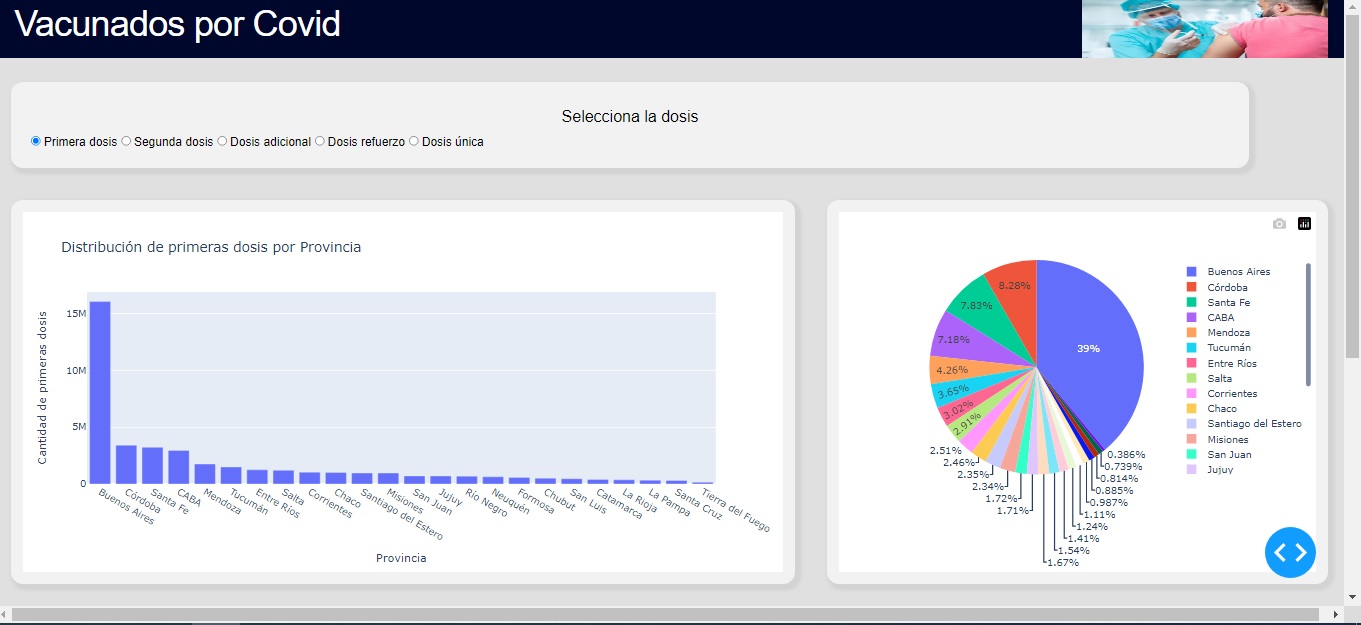 Vacunados por Covid
Selecciona la dosis
Primera dosis Segunda dosis Dosis adicional Dosis refuerzo Dosis única
Distribución de primeras dosis por Provincia
Cantidad de primeras dosis
15M
10M
5M
0
Buenos Aires
Córdoba
Santa Fe
CABA
Mendoza
Tucumán
Entre Ríos
Salta
Corrientes
Chaco
Santiago del Estero
Misiones
San Juan
Jujuy
Río Negro
Neuquén
Formosa
Chubut
San Luis
Catamarca
La Rioja
La Pampa
Santa Cruz
Tierra del Fuego
Provincia
39%
8.28%
7.83%
7.18%
4.26%
3.65%
3.02%
2.91%
2.51%
2.46%
2.35%
2.34%
1.72%
1.71%
1.67%
1.54%
1.41%
1.24%
1.11%
0.987%
0.885%
0.814%
0.739%
0.386%
Buenos Aires
Córdoba
Santa Fe
CABA
Mendoza
Tucumán
Entre Ríos
Salta
Corrientes
Chaco
Santiago del Estero
Misiones
San Juan
Jujuy